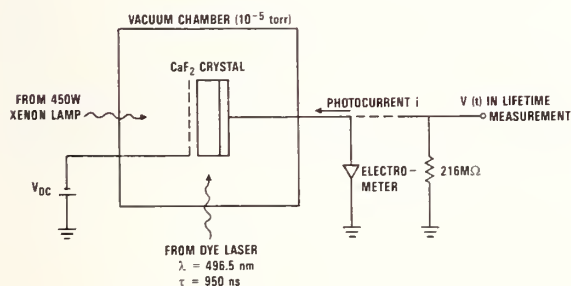 VACUUM CHAMBER (10⁻⁵ torr)
CaF₂ CRYSTAL
FROM 450W
XENON LAMP
PHOTOCURRENT i
V (t) IN LIFETIME
MEASUREMENT
ELECTRO-
METER
216MΩ
V_DC
FROM DYE LASER
λ = 496.5 nm
τ = 950 ns